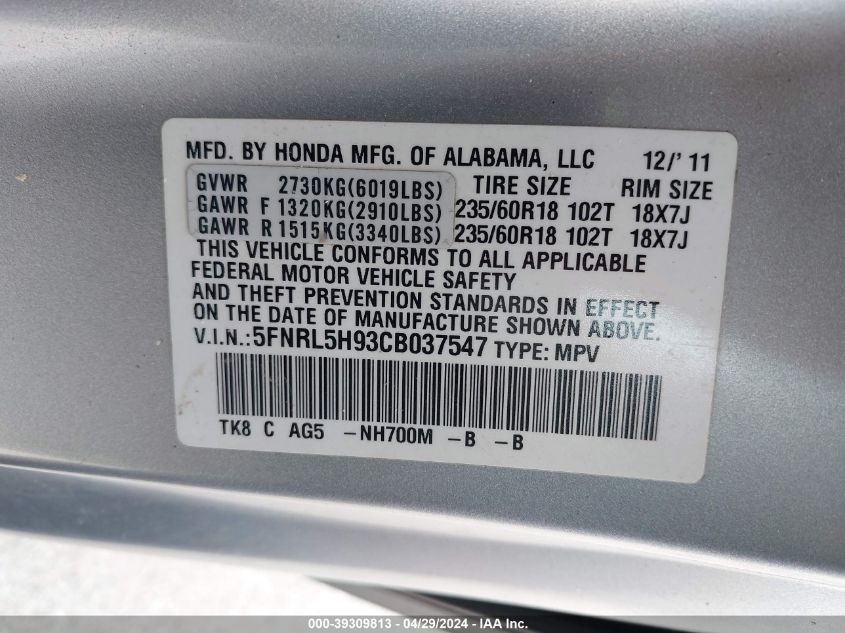 MFD. BY HONDA MFG. OF ALABAMA, LLC 12/'11
GVWR 2730KG(6019LBS) TIRE SIZE RIM SIZE
GAWR F 1320KG(2910LBS) 235/60R18 102T 18X7J
GAWR R 1515KG(3340LBS) 235/60R18 102T 18X7J
THIS VEHICLE CONFORMS TO ALL APPLICABLE
FEDERAL MOTOR VEHICLE SAFETY
AND THEFT PREVENTION STANDARDS IN EFFECT
ON THE DATE OF MANUFACTURE SHOWN ABOVE.
V.I.N.:5FNRL5H93CB037547 TYPE: MPV
TK8 C AG5 -NH700M -B -B
000-39309813 - 04/29/2024 - IAA Inc.